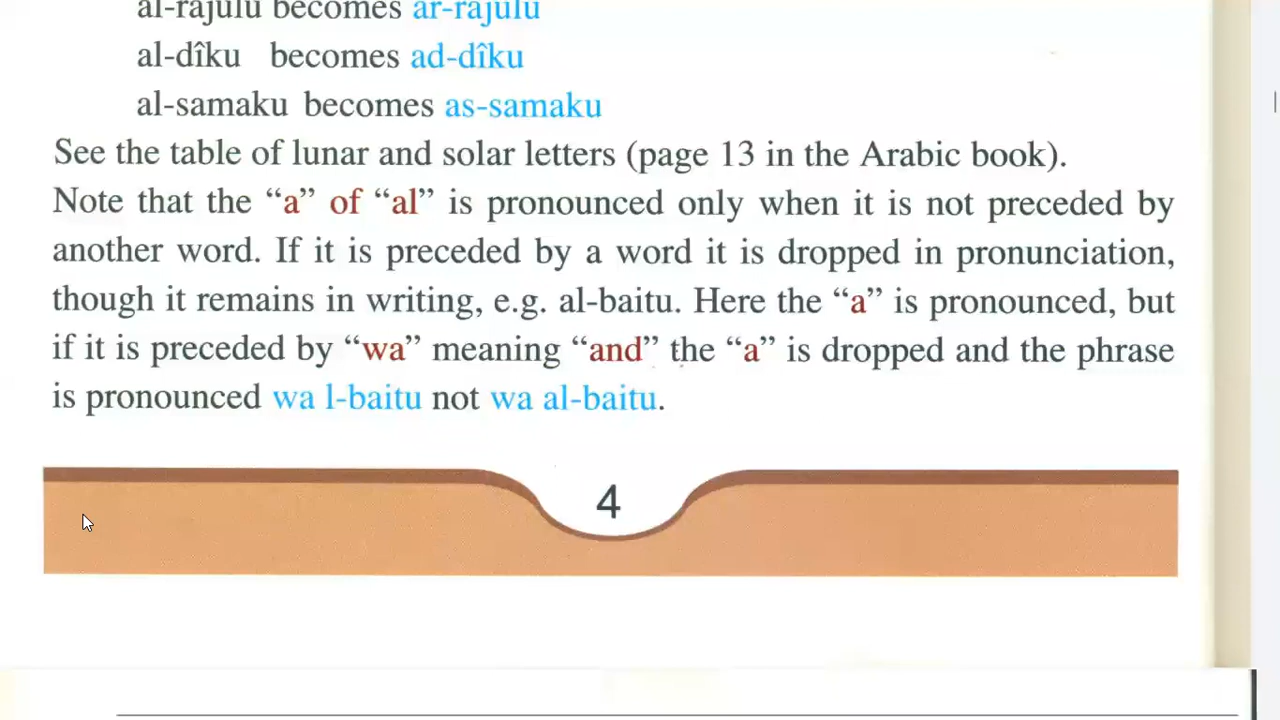 al-rajulu becomes ar-rajulu
al-dîku becomes ad-dîku
al-samaku becomes as-samaku
See the table of lunar and solar letters (page 13 in the Arabic book).
Note that the “a” of “al” is pronounced only when it is not preceded by
another word. If it is preceded by a word it is dropped in pronunciation,
though it remains in writing, e.g. al-baitu. Here the “a” is pronounced, but
if it is preceded by “wa” meaning “and” the “a” is dropped and the phrase
is pronounced wa l-baitu not wa al-baitu.
4